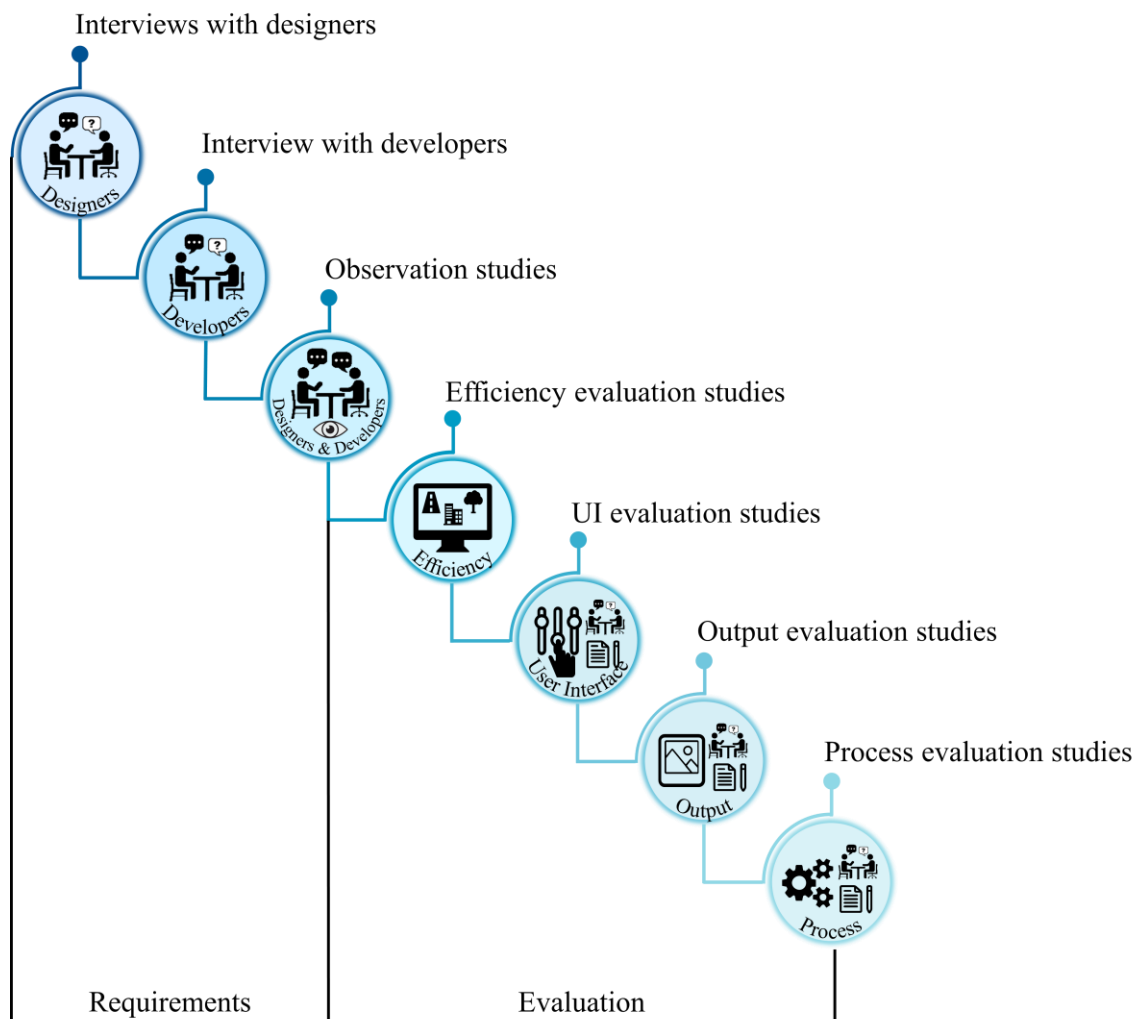 Interviews with designers
Designers
?
Interview with developers
Developers
?
Observation studies
Designers & Developers
Efficiency evaluation studies
Efficiency
UI evaluation studies
?
User Interface
Output evaluation studies
?
Output
Process evaluation studies
?
Process
Requirements
Evaluation